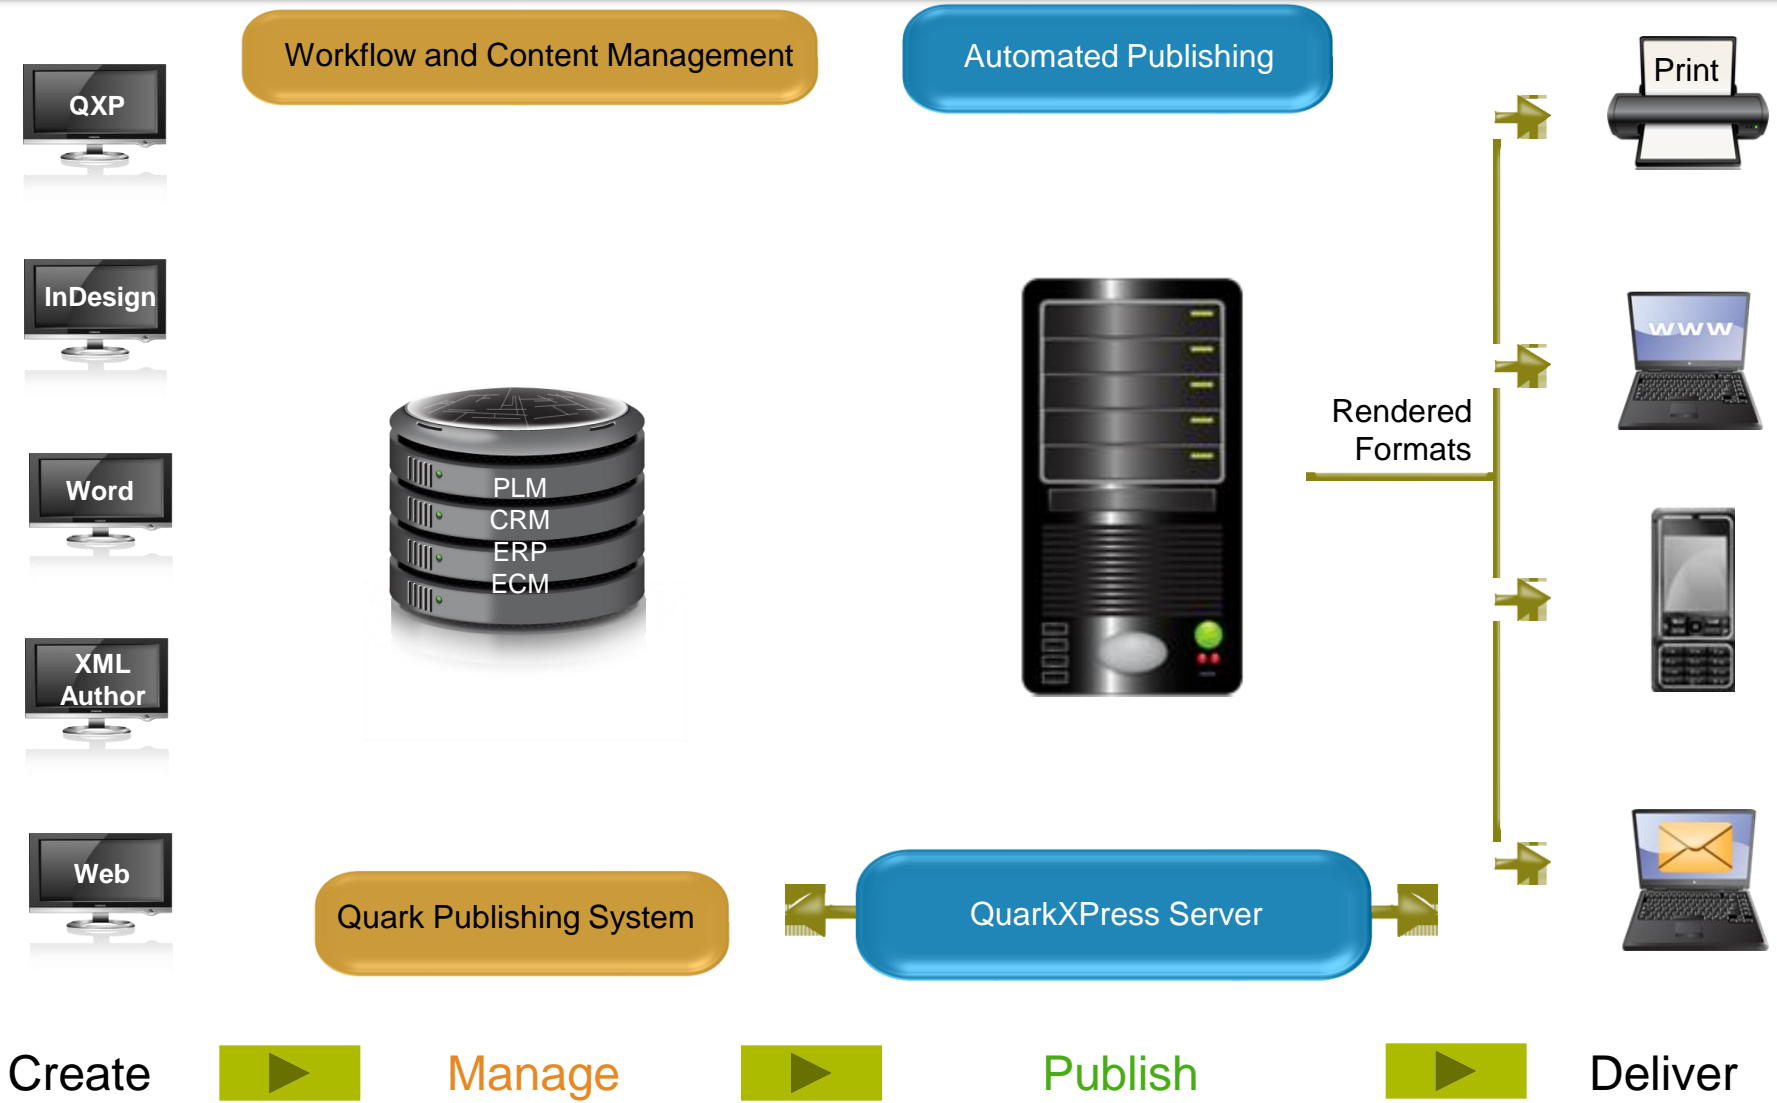 Workflow and Content Management
Automated Publishing
QXP
Print
InDesign
www
Rendered
Formats
Word
PLM
CRM
ERP
ECM
XML
Author
Web
Quark Publishing System
QuarkXPress Server
Create
Manage
Publish
Deliver